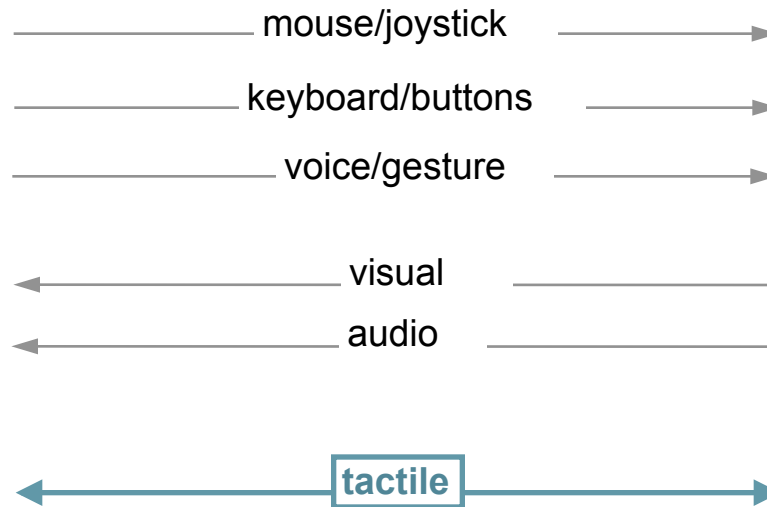 mouse/joystick
keyboard/buttons
voice/gesture
visual
audio
tactile